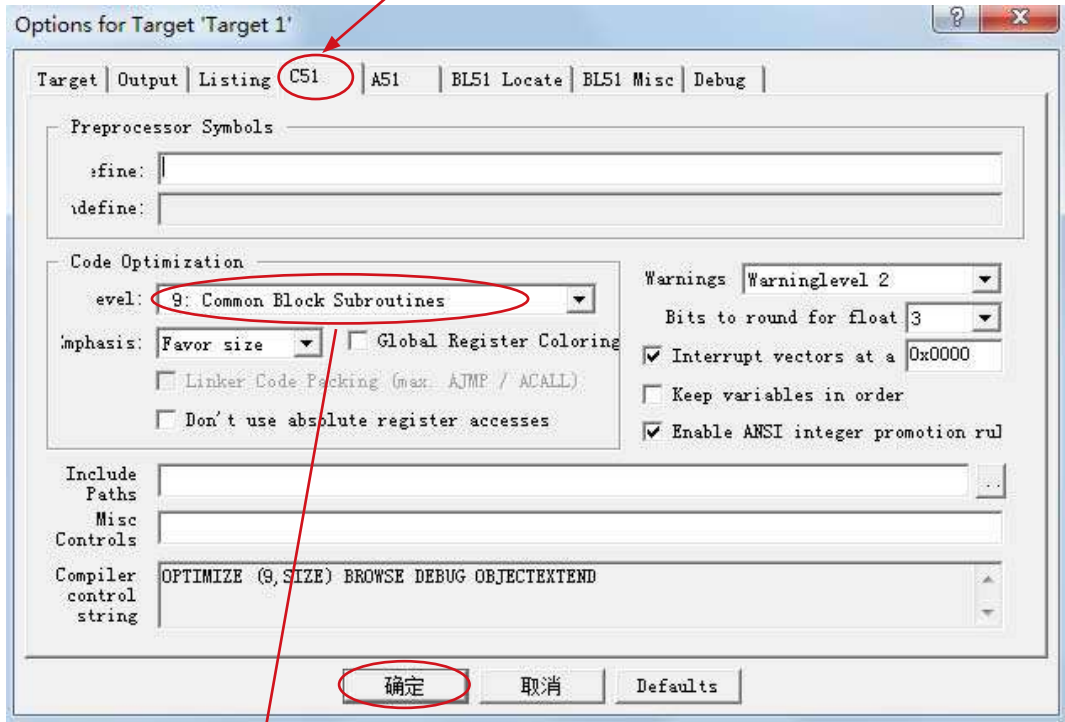 Options for Target 'Target 1'
Target Output Listing C51 A51 BL51 Locate BL51 Misc Debug
Preprocessor Symbols
efine:
define:
Code Optimization
evel: 9: Common Block Subroutines
mphasis: Favor size Global Register Coloring
Linker Code Packing (max. AJMP / ACALL)
Don't use absolute register accesses
Warnings Warninglevel 2
Bits to round for float 3
Interrupt vectors at a 0x0000
Keep variables in order
Enable ANSI integer promotion rul
Include
Paths
..
Misc
Controls
Compiler
control
string
OPTIMIZE (9,SIZE) BROWSE DEBUG OBJECTEXTEND
确定 取消 Defaults